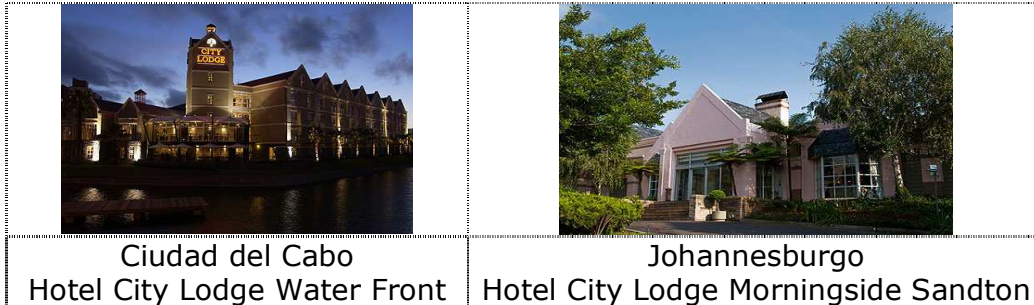 CITY
LODGE
Ciudad del Cabo
Hotel City Lodge Water Front
Johannesburgo
Hotel City Lodge Morningside Sandton